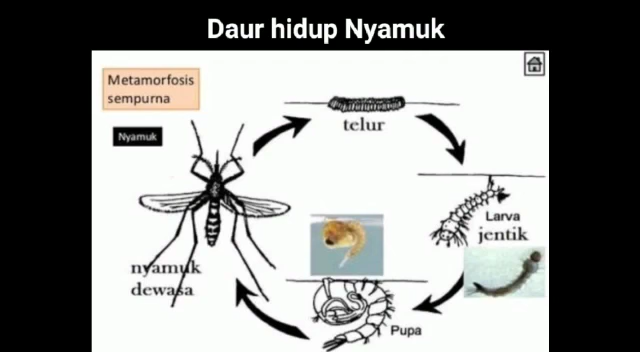 Daur hidup Nyamuk
Metamorfosis
sempurna
Nyamuk
telur
Larva
jentik
nyamuk
dewasa
Pupa